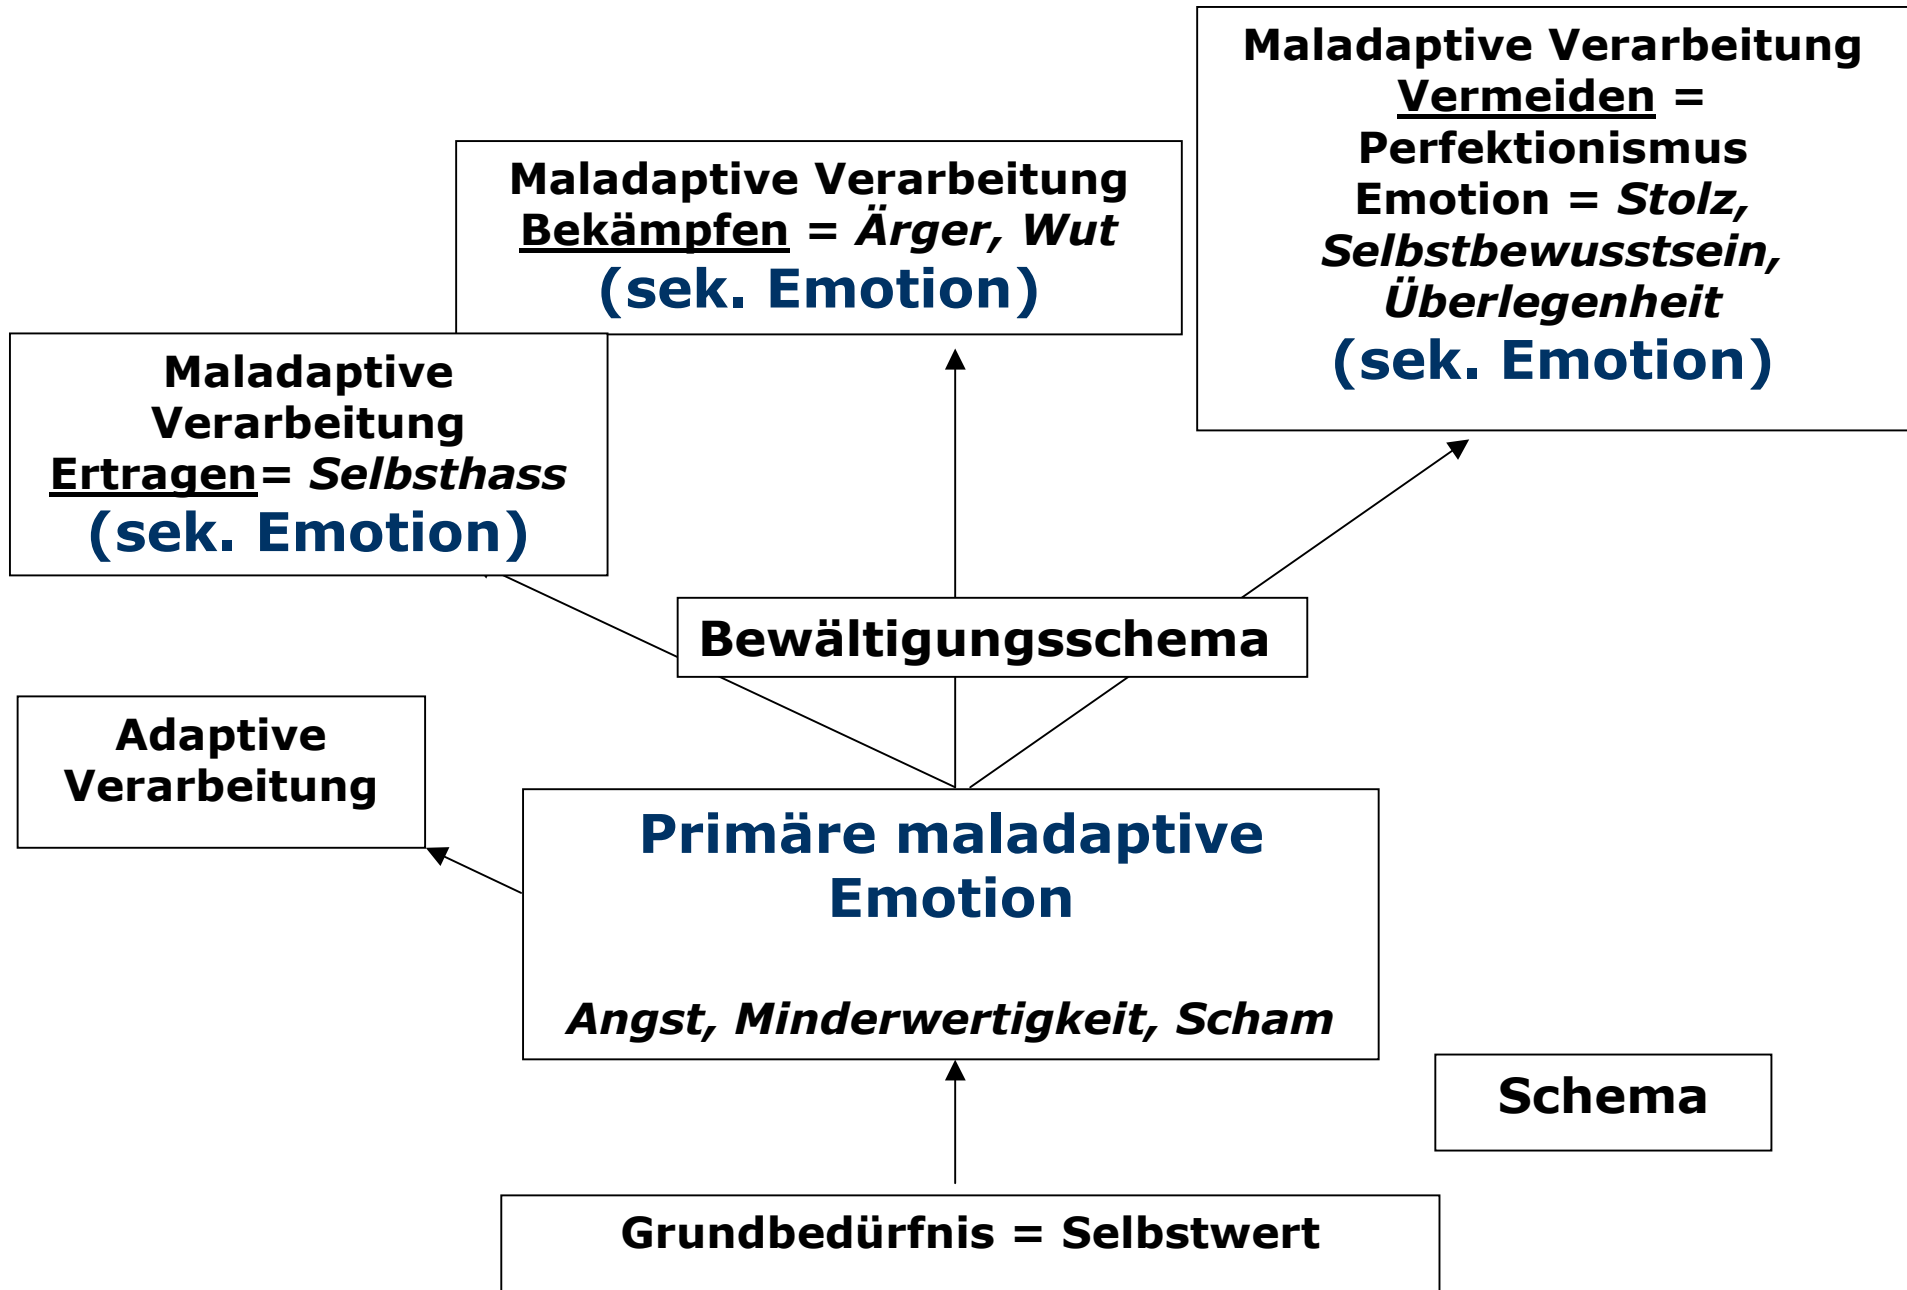 Maladaptive Verarbeitung
Vermeiden =
Perfektionismus
Emotion = Stolz,
Selbstbewusstsein,
Überlegenheit
(sek. Emotion)
Maladaptive Verarbeitung
Bekämpfen = Ärger, Wut
(sek. Emotion)
Maladaptive
Verarbeitung
Ertragen= Selbsthass
(sek. Emotion)
Bewältigungsschema
Adaptive
Verarbeitung
Primäre maladaptive
Emotion
Angst, Minderwertigkeit, Scham
Schema
Grundbedürfnis = Selbstwert